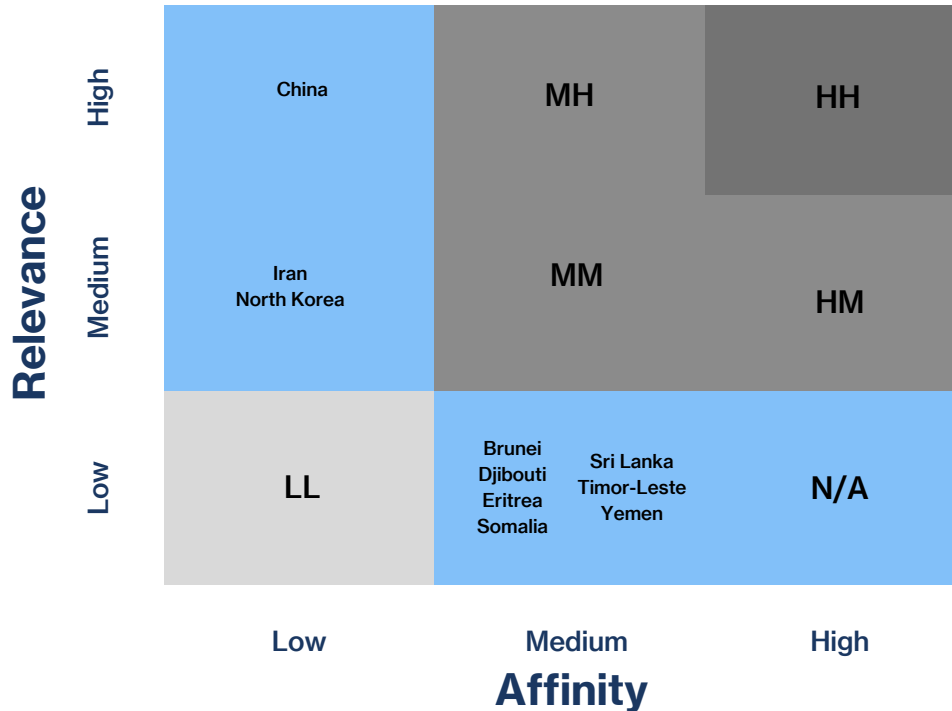 High
China
MH
HH
Relevance
Medium
Iran
North Korea
MM
HM
Low
LL
Brunei
Djibouti
Eritrea
Somalia
Sri Lanka
Timor-Leste
Yemen
N/A
Low
Medium
High
Affinity